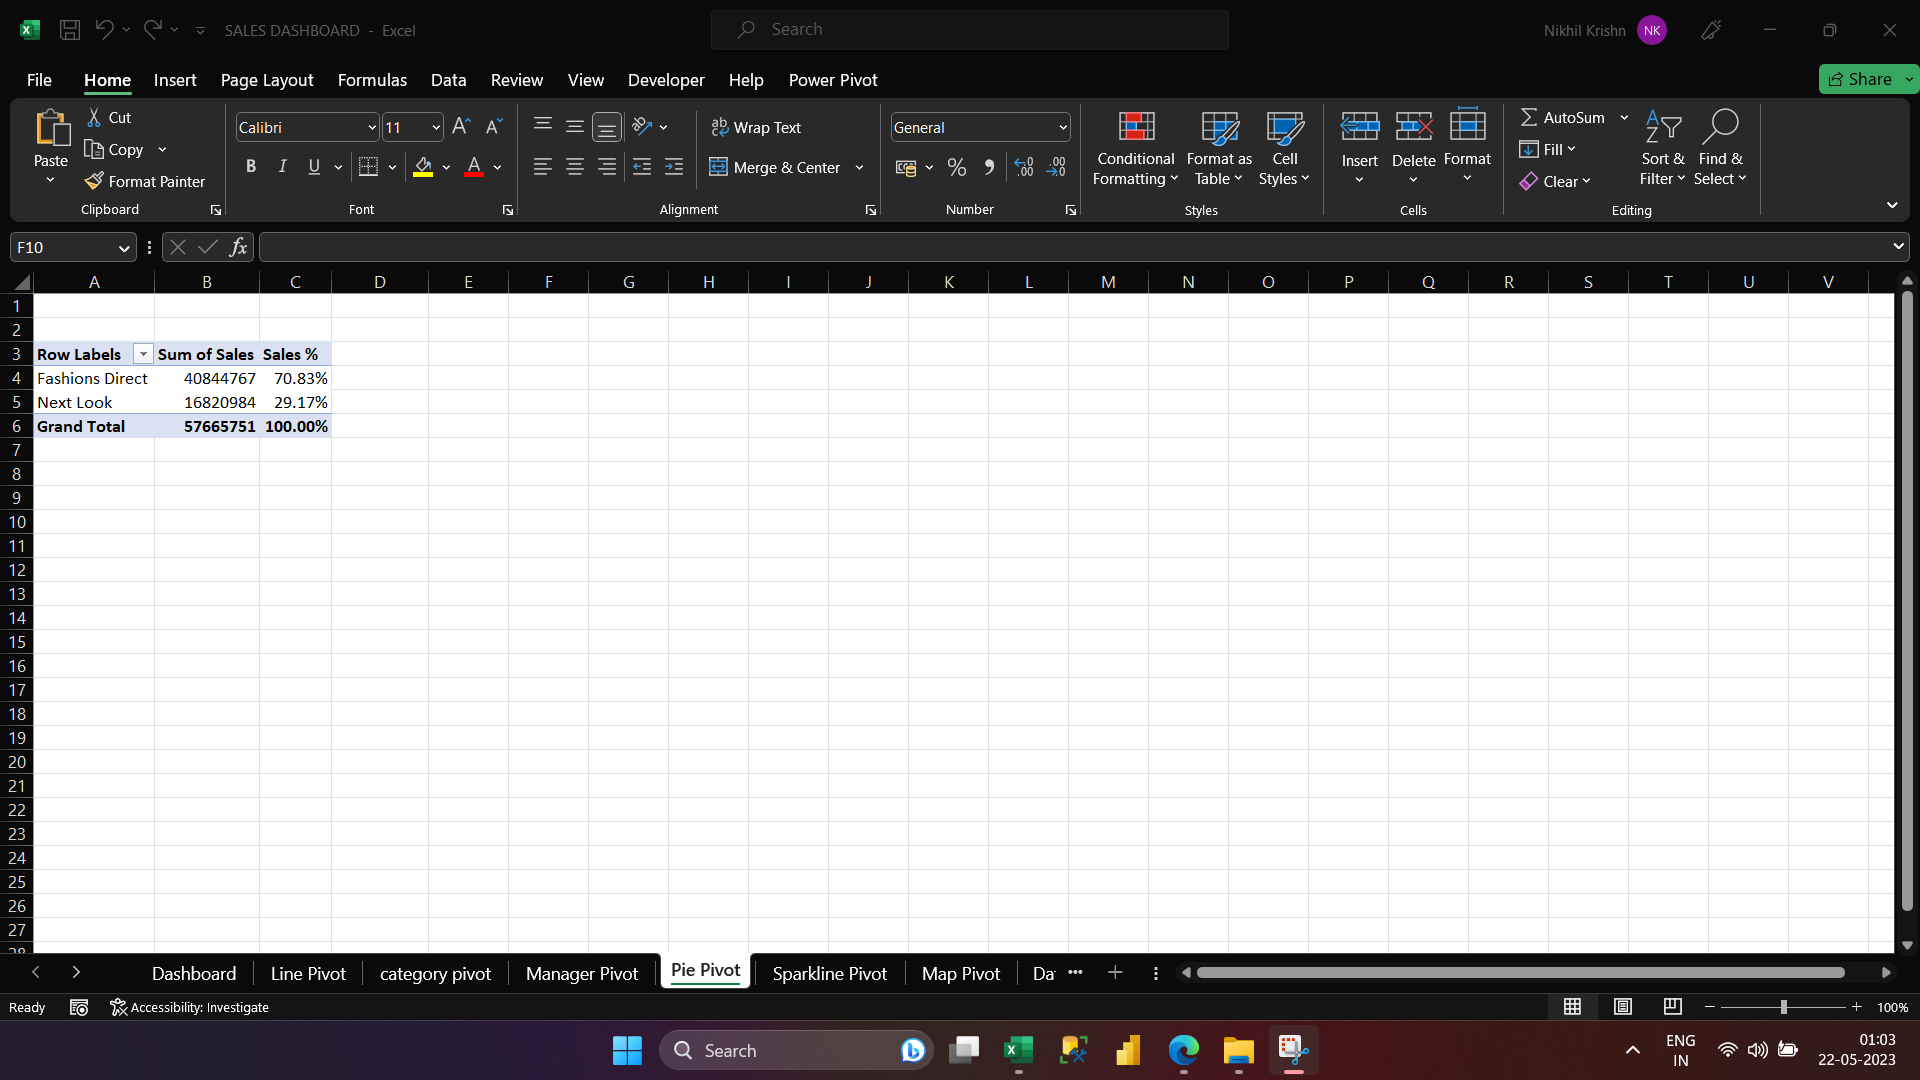 SALES DASHBOARD - Excel
Search
Nikhil Krishn NK
File Home Insert Page Layout Formulas Data Review View Developer Help Power Pivot
Share
Paste
Cut
Copy
Format Painter
Clipboard
Calibri 11
B I U
Font
Wrap Text
Merge & Center
Alignment
General
Number
Conditional Formatting
Format as Table
Cell Styles
Styles
Insert Delete Format
Cells
AutoSum
Fill
Clear
Sort & Filter
Find & Select
Editing
F10
fx
A B C D E F G H I J K L M N O P Q R S T U V
1
2
3 Row Labels Sum of Sales Sales %
4 Fashions Direct 40844767 70.83%
5 Next Look 16820984 29.17%
6 Grand Total 57665751 100.00%
7
8
9
10
11
12
13
14
15
16
17
18
19
20
21
22
23
24
25
26
27
28
Dashboard Line Pivot category pivot Manager Pivot Pie Pivot Sparkline Pivot Map Pivot Da
Ready Accessibility: Investigate 100%
Search
ENG
IN
01:03
22-05-2023